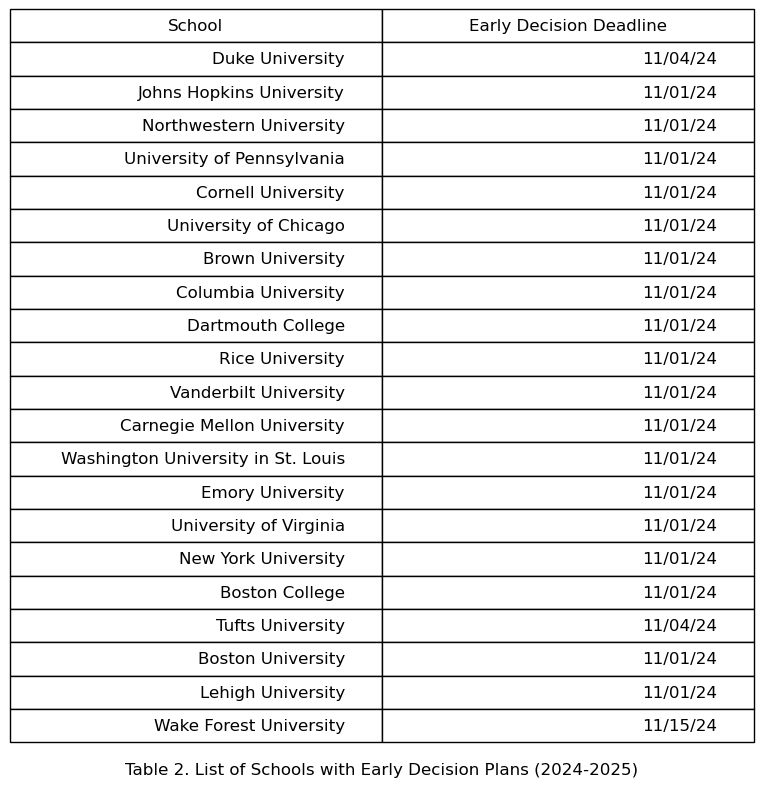 School Early Decision Deadline
Duke University 11/04/24
Johns Hopkins University 11/01/24
Northwestern University 11/01/24
University of Pennsylvania 11/01/24
Cornell University 11/01/24
University of Chicago 11/01/24
Brown University 11/01/24
Columbia University 11/01/24
Dartmouth College 11/01/24
Rice University 11/01/24
Vanderbilt University 11/01/24
Carnegie Mellon University 11/01/24
Washington University in St. Louis 11/01/24
Emory University 11/01/24
University of Virginia 11/01/24
New York University 11/01/24
Boston College 11/01/24
Tufts University 11/04/24
Boston University 11/01/24
Lehigh University 11/01/24
Wake Forest University 11/15/24
Table 2. List of Schools with Early Decision Plans (2024-2025)